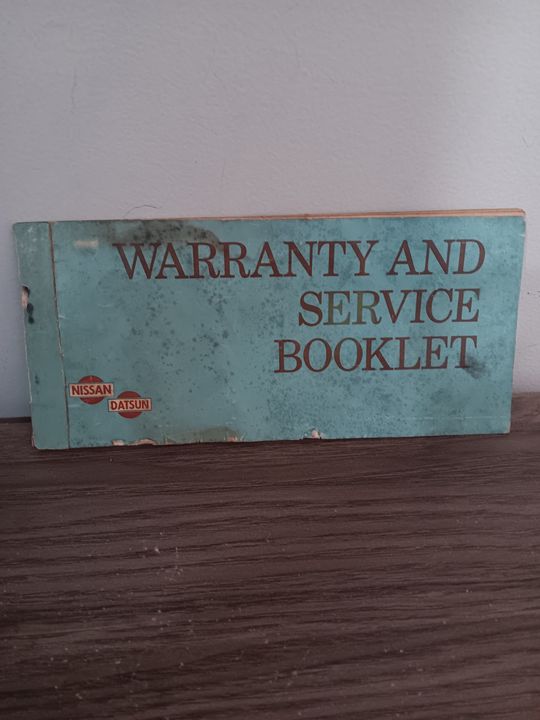 WARRANTY AND
SERVICE
BOOKLET
NISSAN
DATSUN